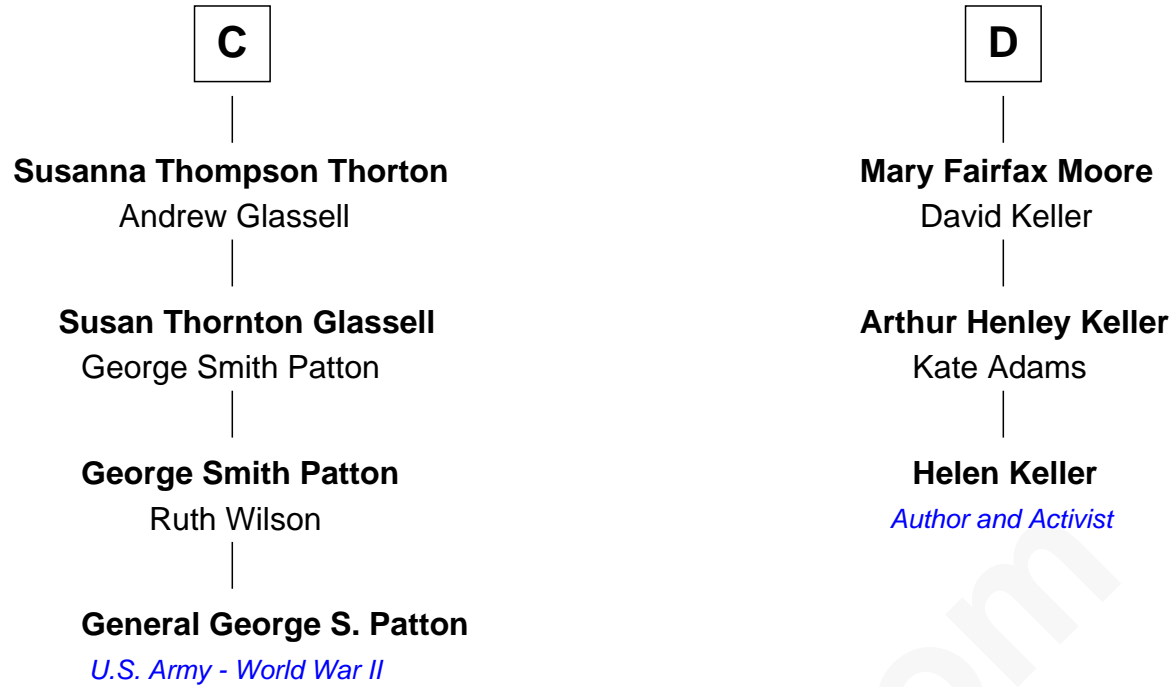 C
Susanna Thompson Thorton
Andrew Glassell
Susan Thornton Glassell
George Smith Patton
George Smith Patton
Ruth Wilson
General George S. Patton
U.S. Army - World War II
D
Mary Fairfax Moore
David Keller
Arthur Henley Keller
Kate Adams
Helen Keller
Author and Activist
om